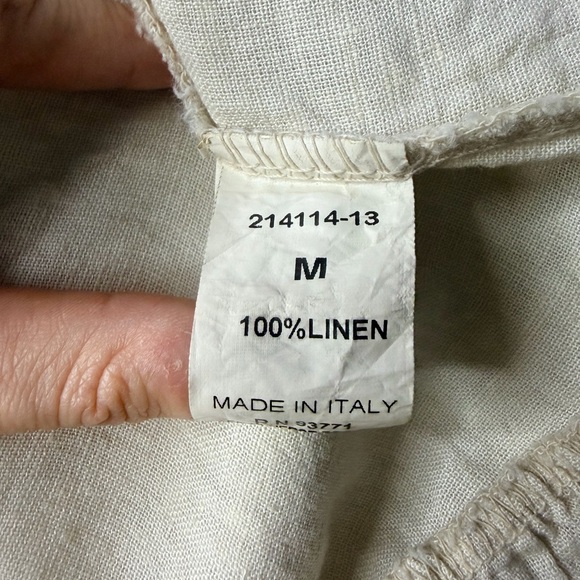 214114-13
M
100%LINEN
MADE IN ITALY
R N 93771